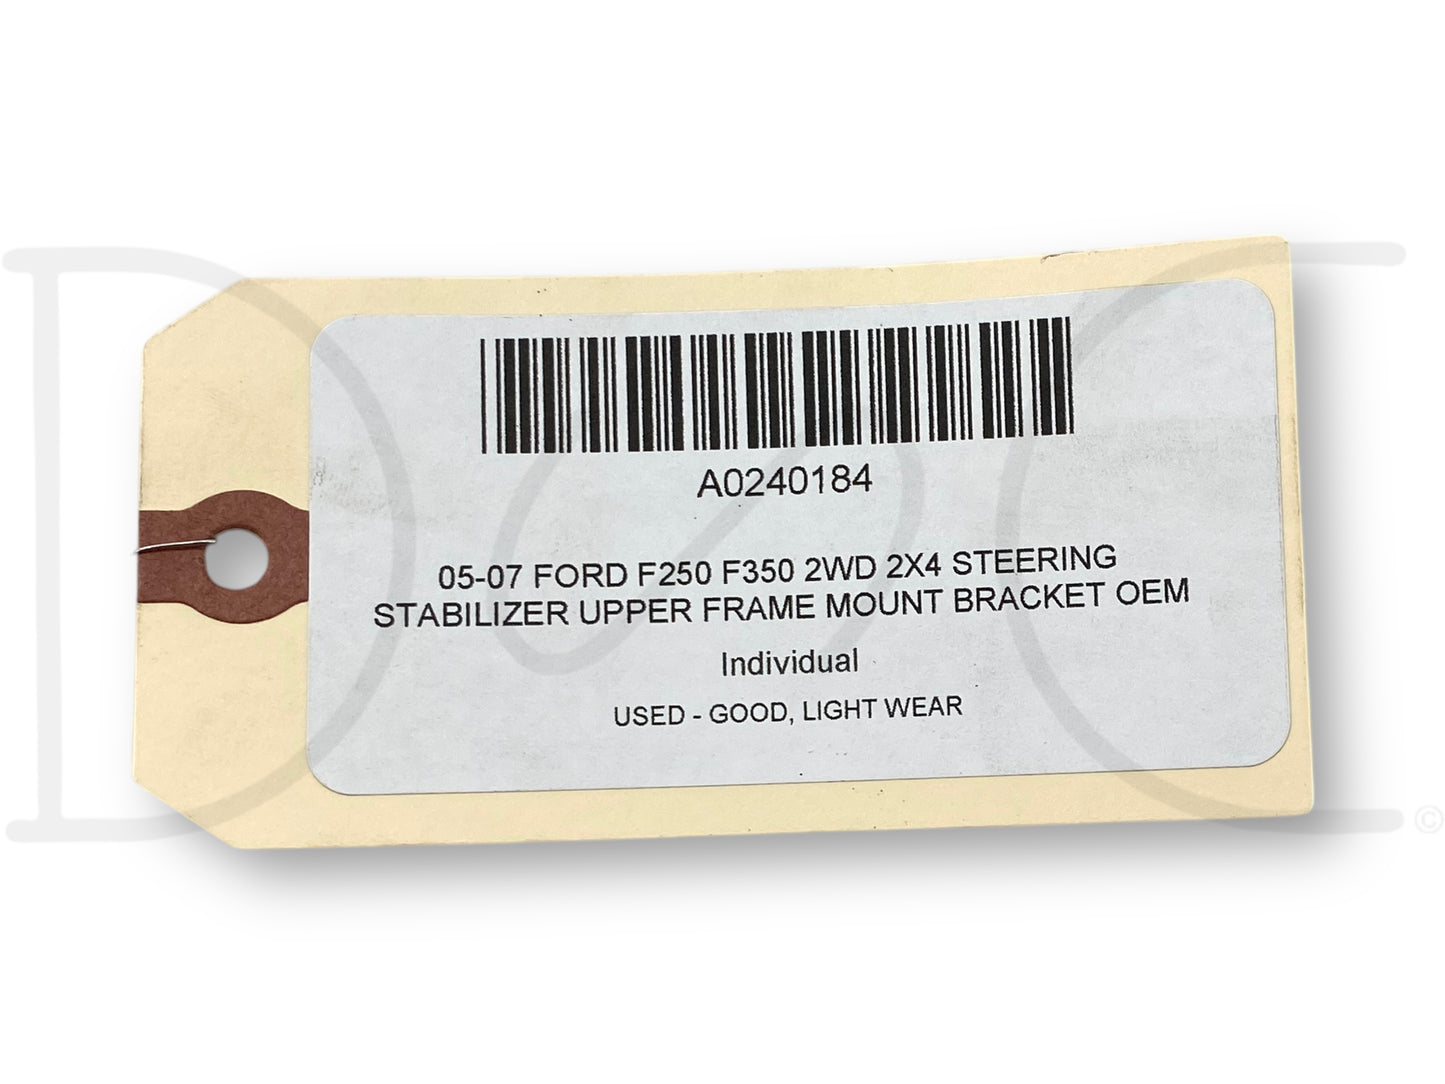 A0240184
05-07 FORD F250 F350 2WD 2X4 STEERING
STABILIZER UPPER FRAME MOUNT BRACKET OEM
Individual
USED - GOOD, LIGHT WEAR
©